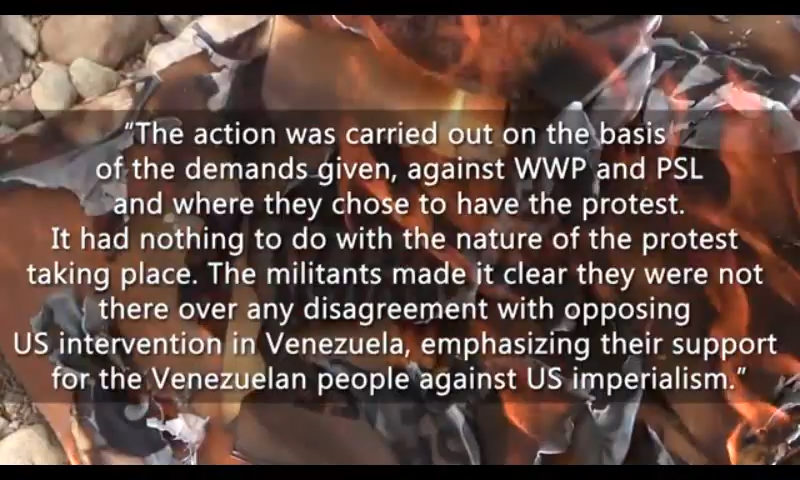 "The action was carried out on the basis
of the demands given, against WWP and PSL
and where they chose to have the protest.
It had nothing to do with the nature of the protest
taking place. The militants made it clear they were not
there over any disagreement with opposing
US intervention in Venezuela, emphasizing their support
for the Venezuelan people against US imperialism."